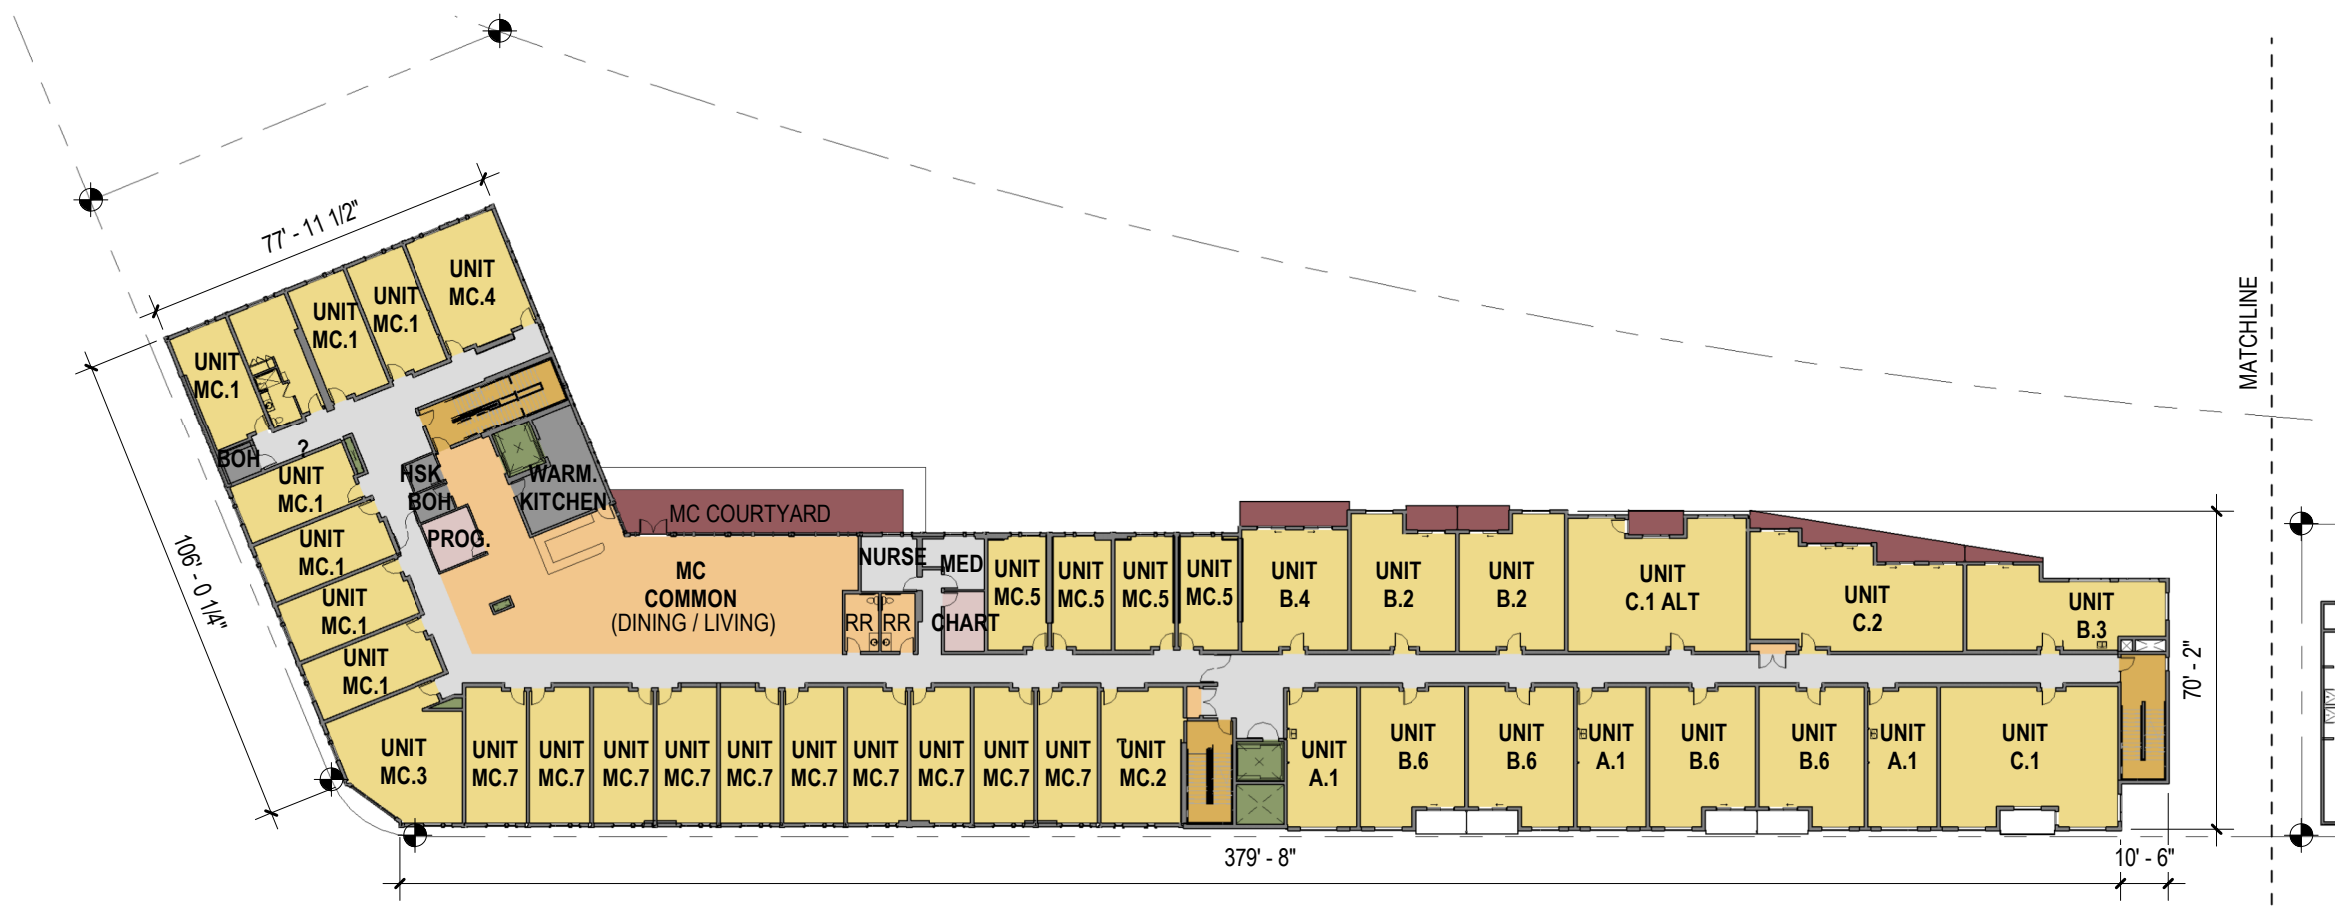 77' - 11 1/2"
UNIT
MC.4
UNIT
MC.1
UNIT
MC.1
UNIT
MC.1
MATCHLINE
?
BOH
UNIT
MC.1
HSK
BOH
WARM.
KITCHEN
PROG.
MC COURTYARD
UNIT
MC.1
106' - 0 1/4"
UNIT
MC.1
UNIT
MC.1
MC
COMMON
(DINING / LIVING)
NURSE
MED
RR
RR
CHART
UNIT
MC.5
UNIT
MC.5
UNIT
MC.5
UNIT
MC.5
UNIT
B.4
UNIT
B.2
UNIT
B.2
UNIT
C.1 ALT
UNIT
C.2
UNIT
B.3
70' - 2"
UNIT
MC.3
UNIT
MC.7
UNIT
MC.7
UNIT
MC.7
UNIT
MC.7
UNIT
MC.7
UNIT
MC.7
UNIT
MC.7
UNIT
MC.7
UNIT
MC.7
UNIT
MC.7
UNIT
MC.2
UNIT
A.1
UNIT
B.6
UNIT
B.6
UNIT
A.1
UNIT
B.6
UNIT
B.6
UNIT
A.1
UNIT
C.1
379' - 8"
10' - 6"